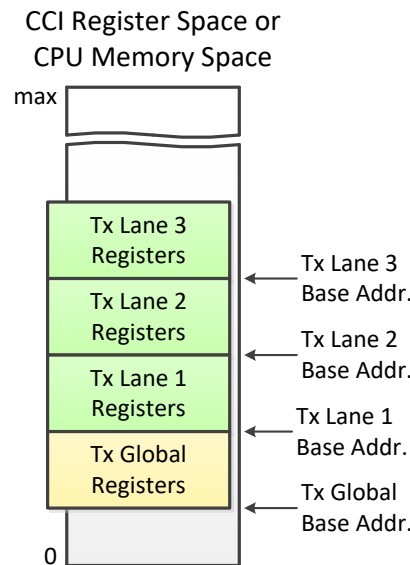 CCI Register Space or
CPU Memory Space
max
Tx Lane 3
Registers
Tx Lane 3
Base Addr.
Tx Lane 2
Registers
Tx Lane 2
Base Addr.
Tx Lane 1
Registers
Tx Lane 1
Base Addr.
Tx Global
Registers
Tx Global
Base Addr.
0